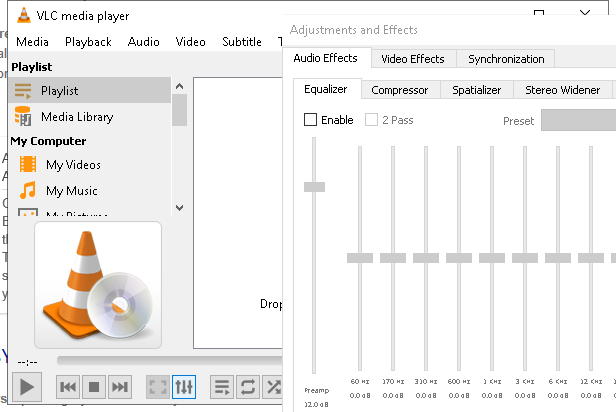 VLC media player
Media Playback Audio Video Subtitle
Playlist
Playlist
Media Library
My Computer
My Videos
My Music
My Pictures
Drop
--:--
Adjustments and Effects
Audio Effects Video Effects Synchronization
Equalizer Compressor Spatializer Stereo Widener
Enable 2 Pass Preset
60 Hz 170 Hz 310 Hz 600 Hz 1 KHz 3 KHz 6 KHz 12 KHz
Preamp 0.0 dB 0.0 dB 0.0 dB 0.0 dB 0.0 dB 0.0 dB 0.0 dB 0.0 dB
12.0 dB